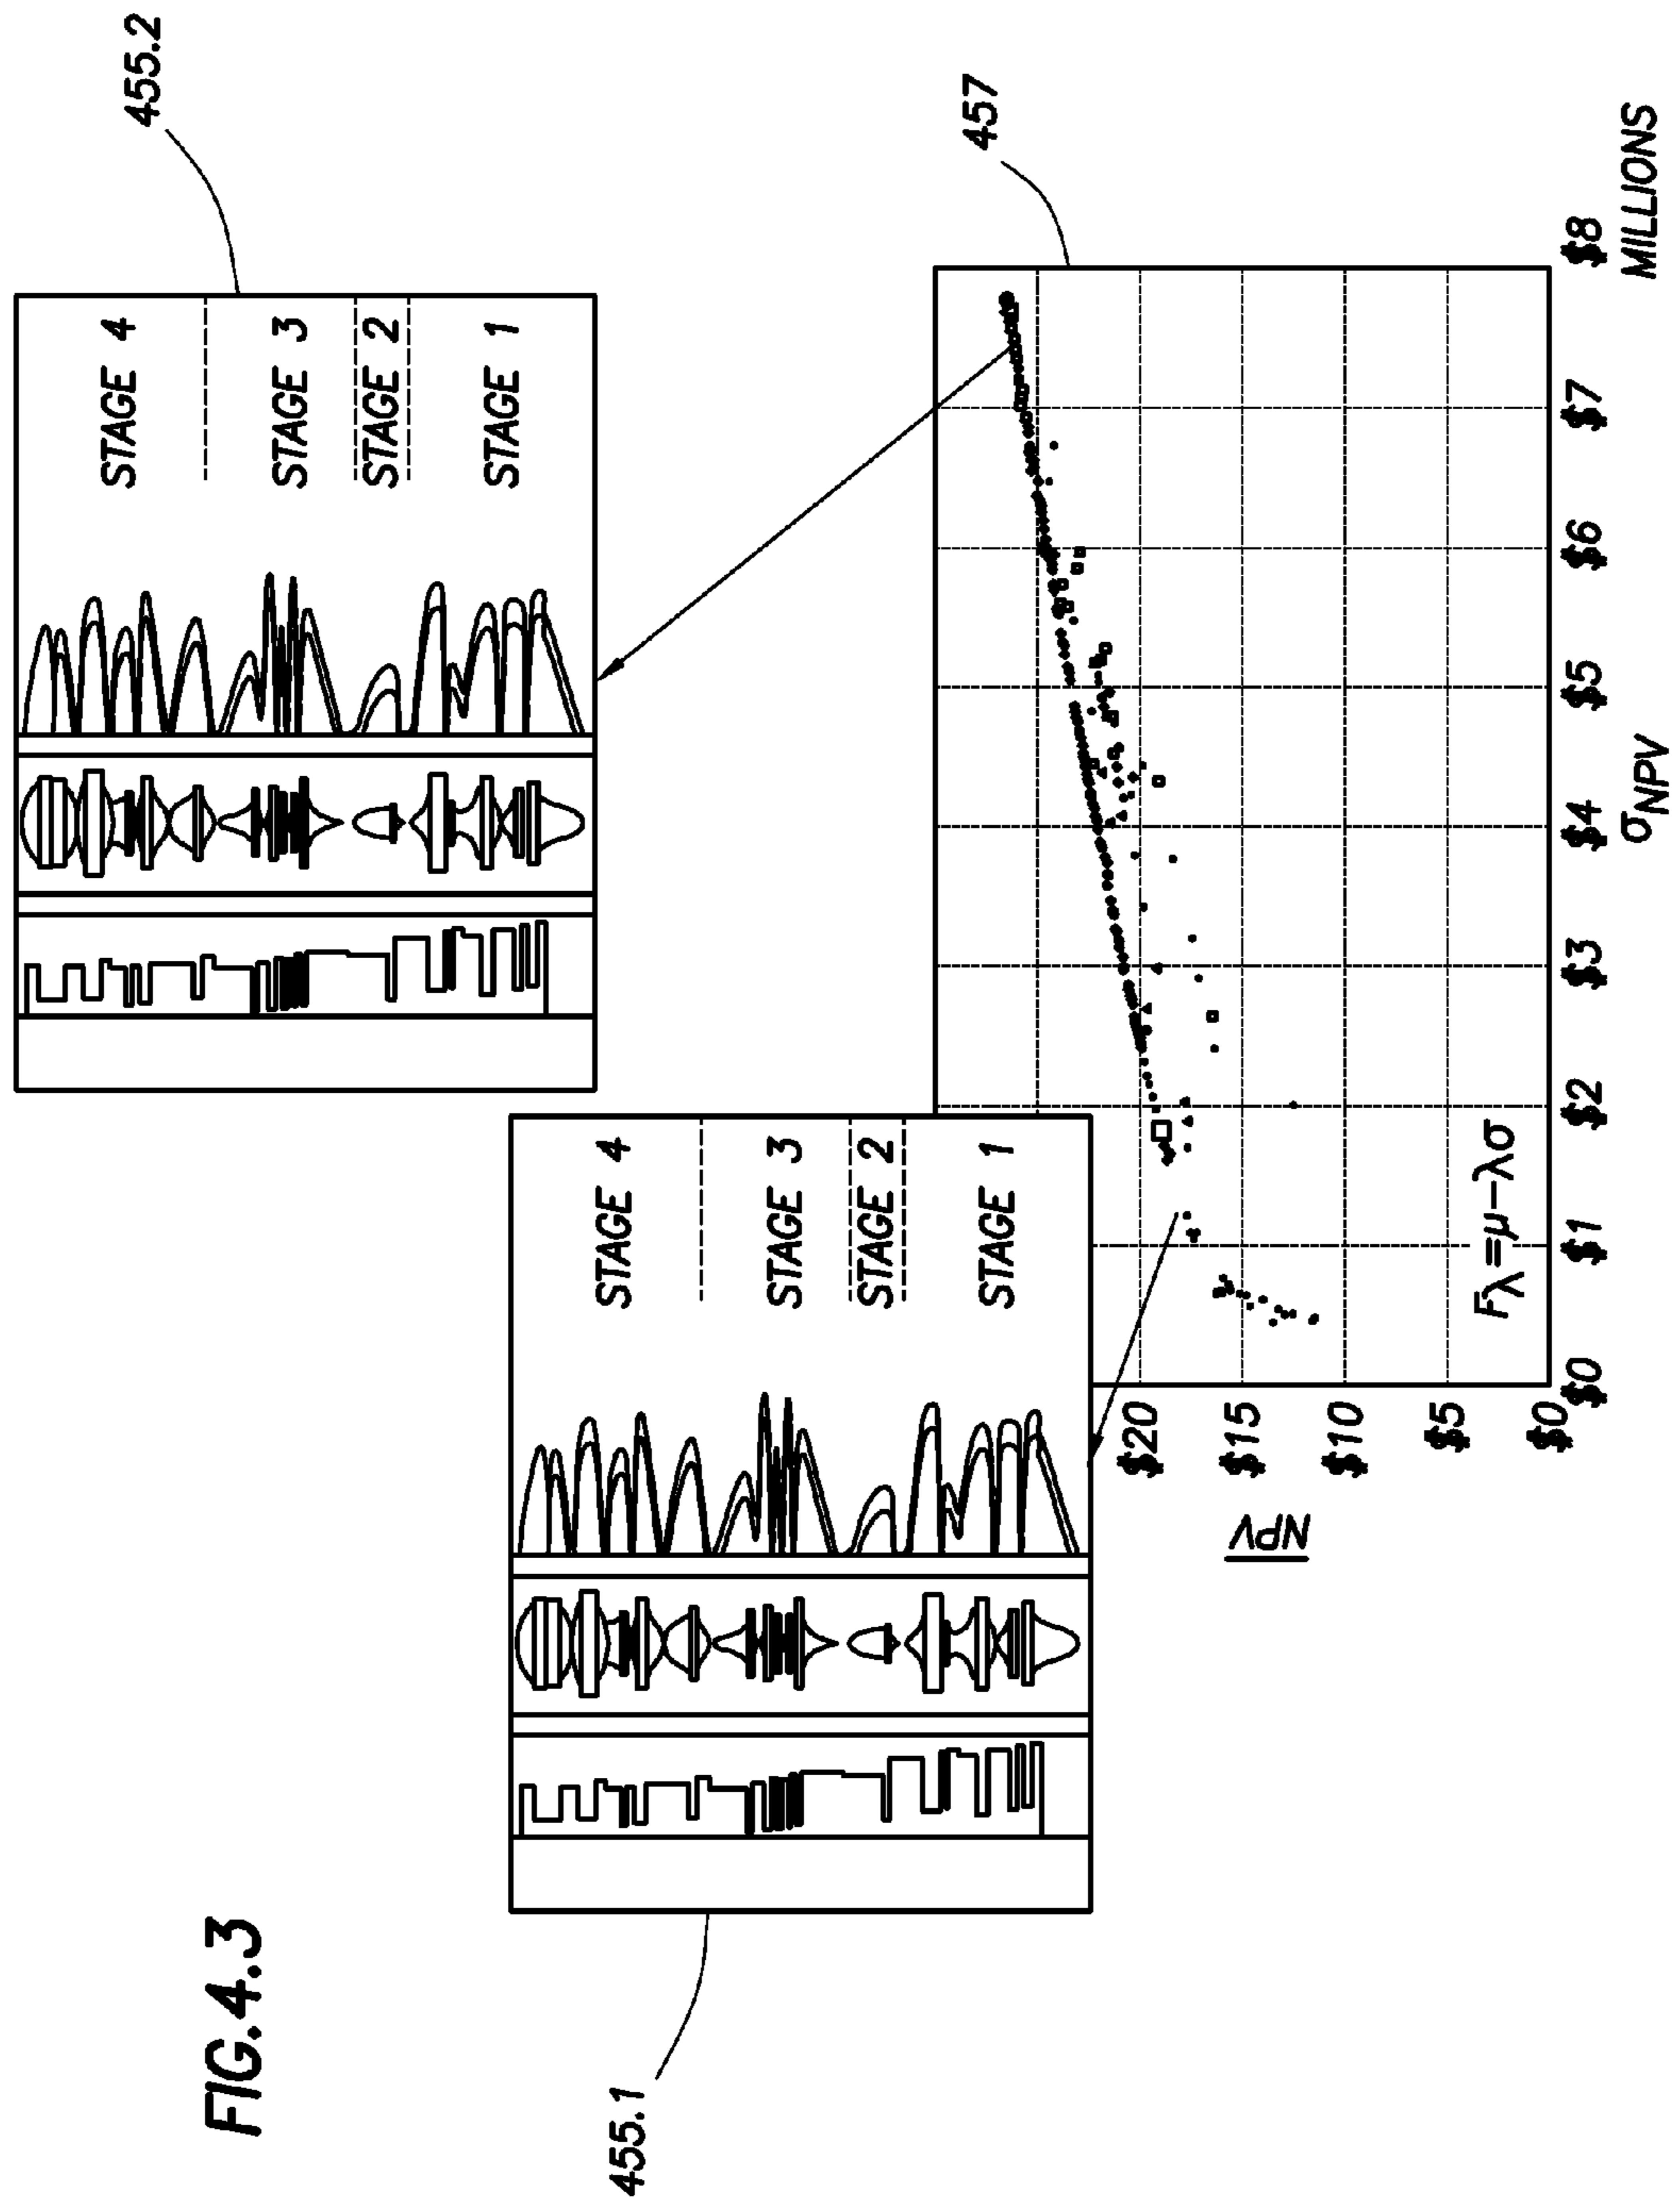 FIG.4.3
455.2
STAGE 4
STAGE 3
STAGE 2
STAGE 1
455.1
STAGE 4
STAGE 3
STAGE 2
STAGE 1
457
NPV
$20
$15
$10
$5
$0
Fλ=μ-λσ
$0
$1
$2
$3
$4
$5
$6
$7
$8
σNPV
MILLIONS